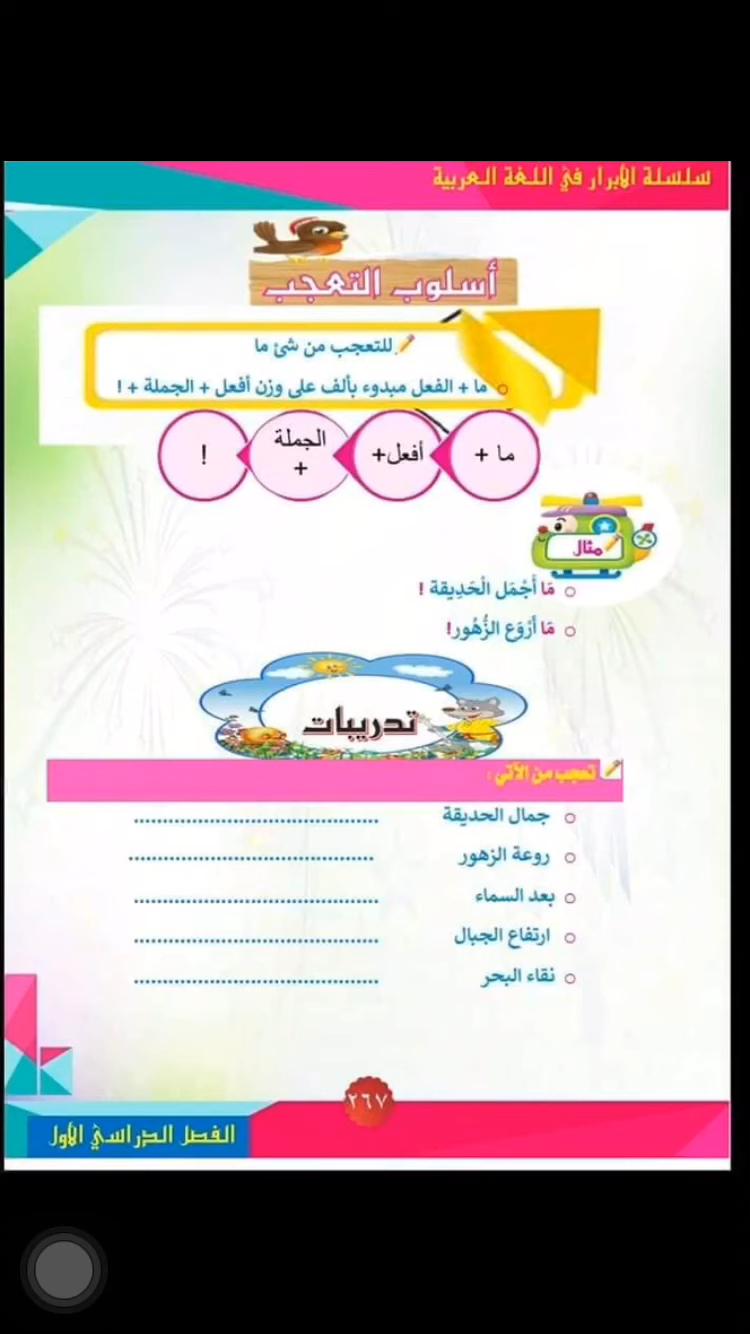 سلسلة الأبرار في اللغة العربية
أسلوب التعجب
للتعجب من شئ ما
ما + الفعل مبدوء بألف على وزن أفعل + الجملة + !
ما +
أفعل+
الجملة +
!
مثال
مَا أَجْمَل الْحَدِيقة !
مَا أَرْوَع الزُّهُور!
تدريبات
تعجب من الآتي :
جمال الحديقة ......................................
روعة الزهور ......................................
بعد السماء ......................................
ارتفاع الجبال ......................................
نقاء البحر ......................................
٢٦٧
الفصل الدراسي الأول